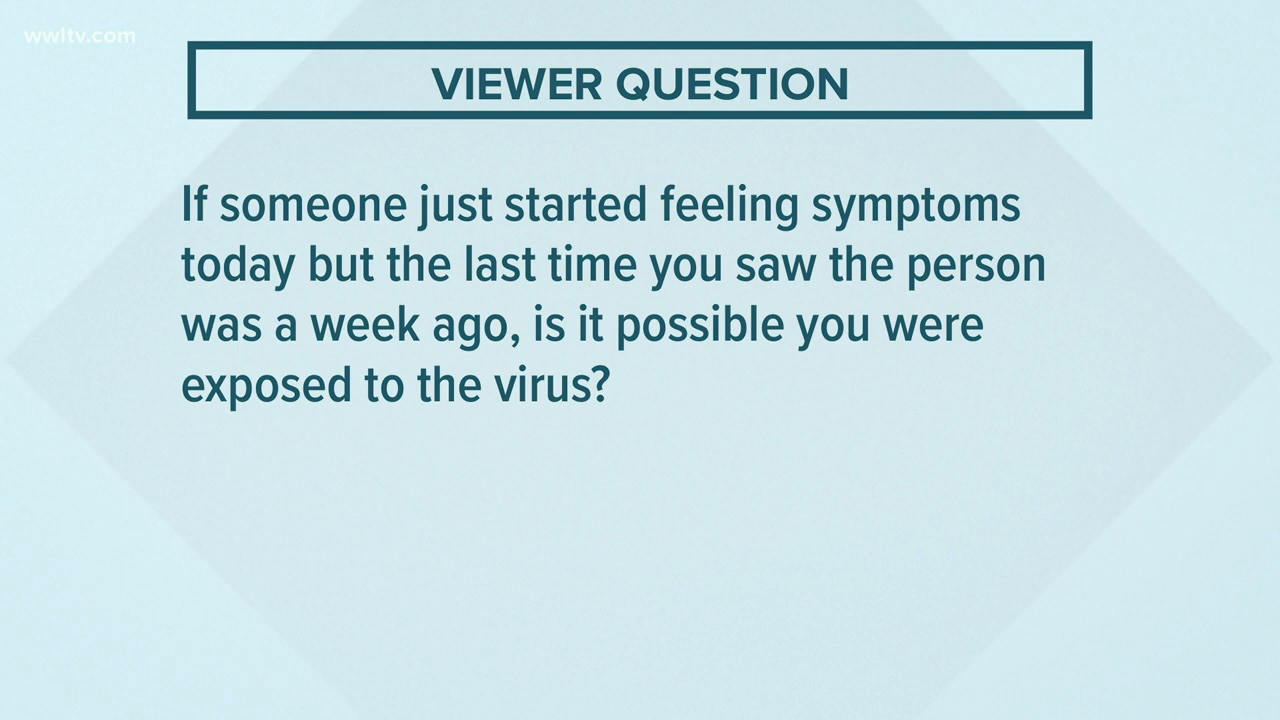 wwltv.com
VIEWER QUESTION
If someone just started feeling symptoms
today but the last time you saw the person
was a week ago, is it possible you were
exposed to the virus?